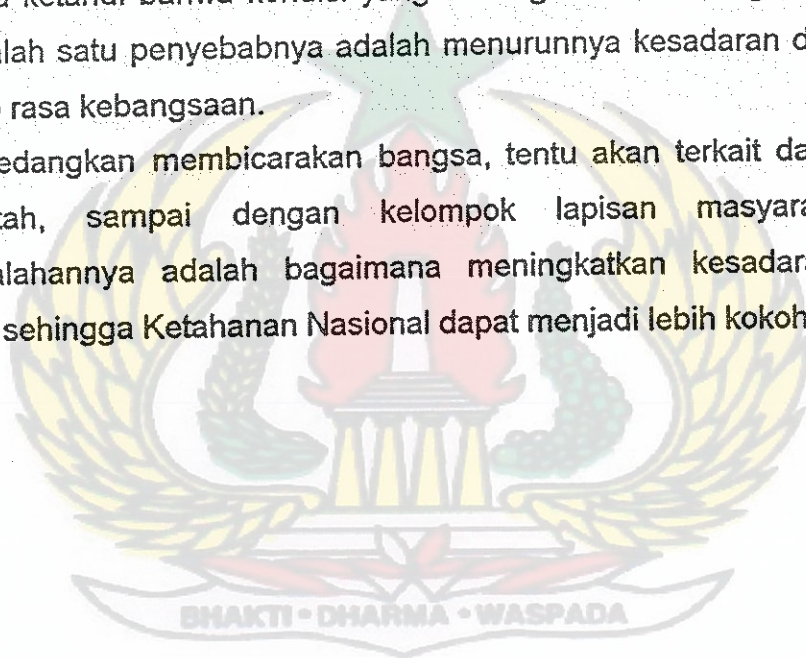 ketahui bahwa kondisi yang
lah satu penyebabnya adalah menurunnya kesadaran d
rasa kebangsaan.
edangkan membicarakan bangsa, tentu akan terkait da
tah, sampai dengan kelompok lapisan masyara
alahannya adalah bagaimana meningkatkan kesadara
sehingga Ketahanan Nasional dapat menjadi lebih kokoh
BHAKTI • DHARMA • WASPADA